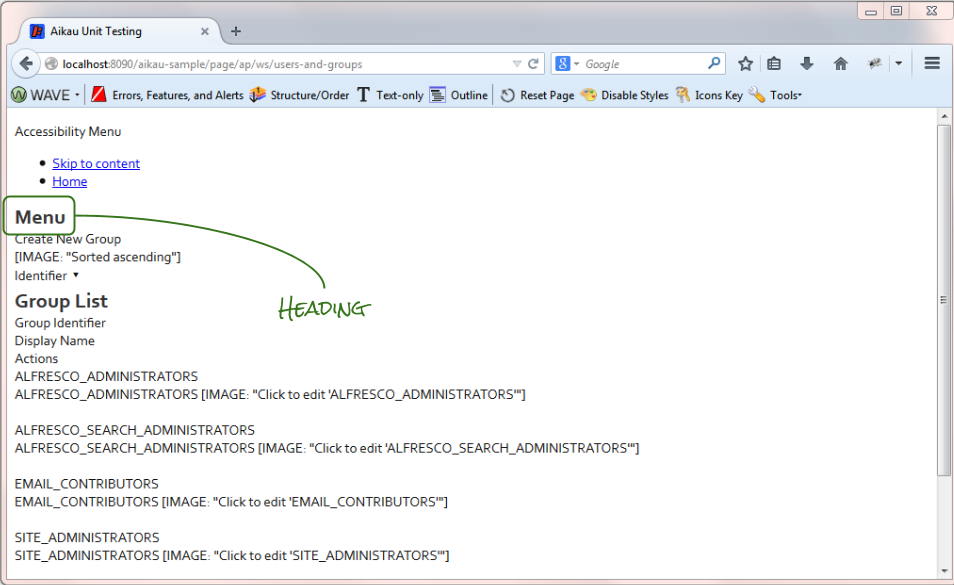 Aikau Unit Testing
localhost:8090/aikau-sample/page/ap/ws/users-and-groups
Google
WAVE
Errors, Features, and Alerts
Structure/Order
Text-only
Outline
Reset Page
Disable Styles
Icons Key
Tools
Accessibility Menu
Skip to content
Home
Menu
Create New Group
[IMAGE: "Sorted ascending"]
Identifier ▼
HEADING
Group List
Group Identifier
Display Name
Actions
ALFRESCO_ADMINISTRATORS
ALFRESCO_ADMINISTRATORS [IMAGE: "Click to edit 'ALFRESCO_ADMINISTRATORS'"]
ALFRESCO_SEARCH_ADMINISTRATORS
ALFRESCO_SEARCH_ADMINISTRATORS [IMAGE: "Click to edit 'ALFRESCO_SEARCH_ADMINISTRATORS'"]
EMAIL_CONTRIBUTORS
EMAIL_CONTRIBUTORS [IMAGE: "Click to edit 'EMAIL_CONTRIBUTORS'"]
SITE_ADMINISTRATORS
SITE_ADMINISTRATORS [IMAGE: "Click to edit 'SITE_ADMINISTRATORS'"]